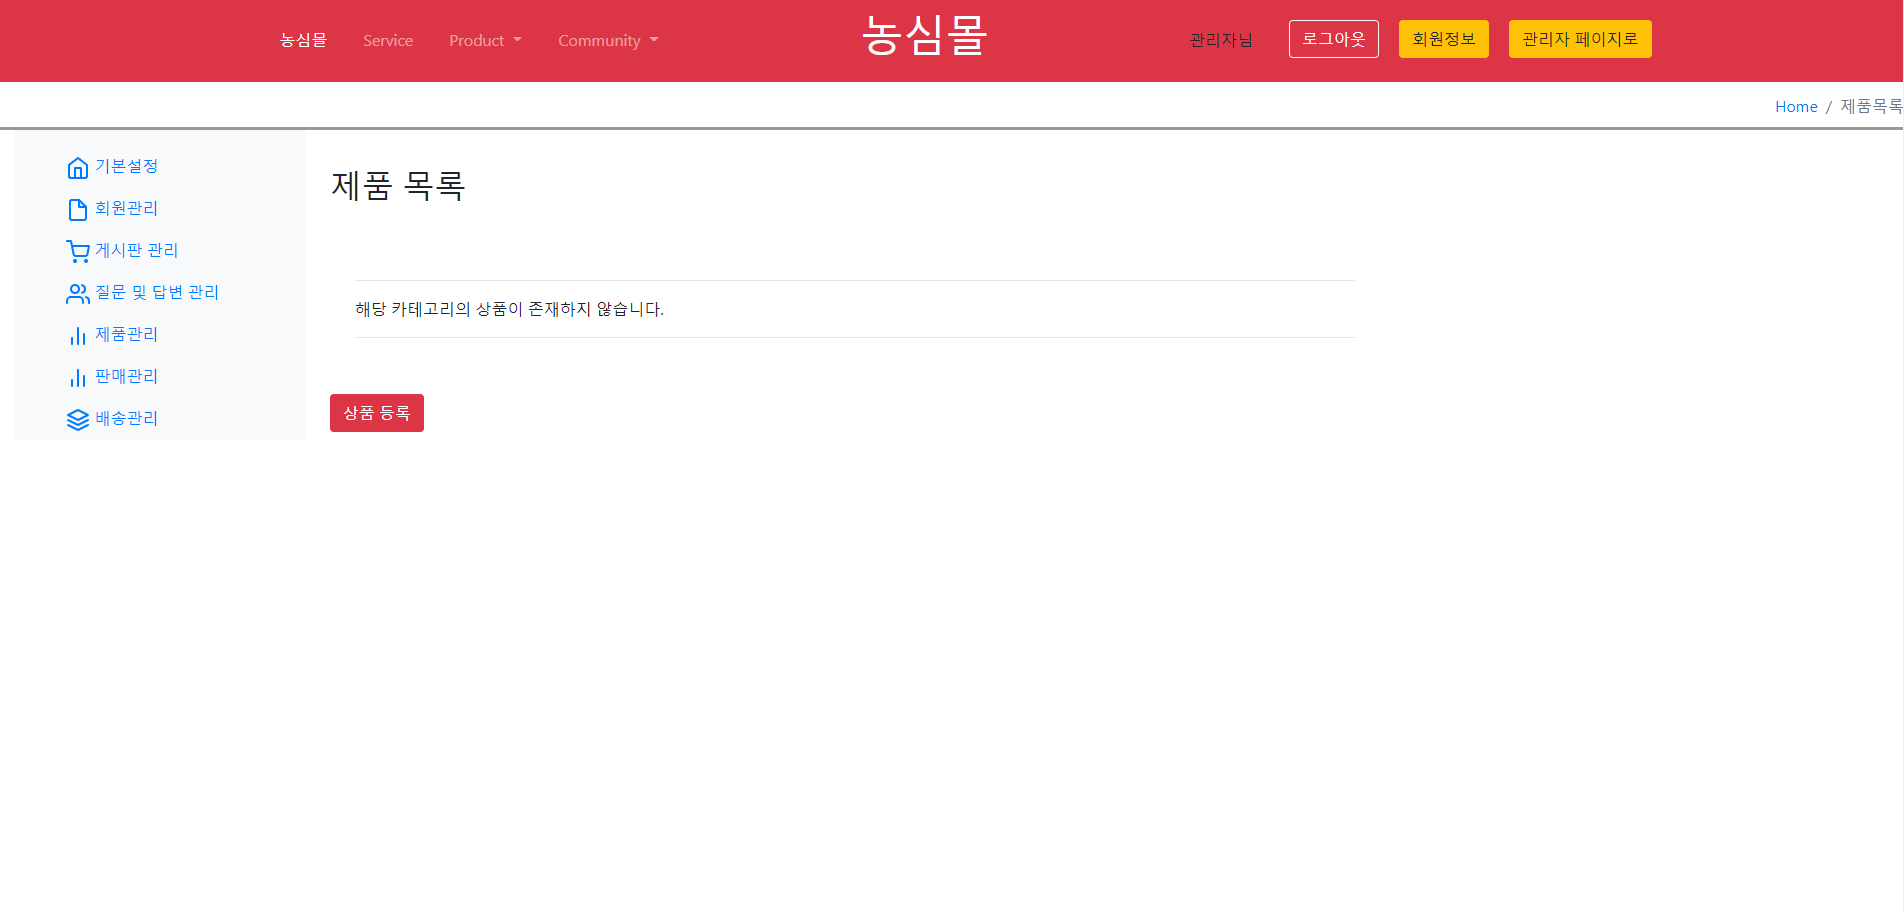 농심몰 Service Product Community 농심몰 관리자님 로그아웃 회원정보 관리자 페이지로
Home / 제품목록
기본설정
회원관리
게시판 관리
질문 및 답변 관리
제품관리
판매관리
배송관리
제품 목록
해당 카테고리의 상품이 존재하지 않습니다.
상품 등록